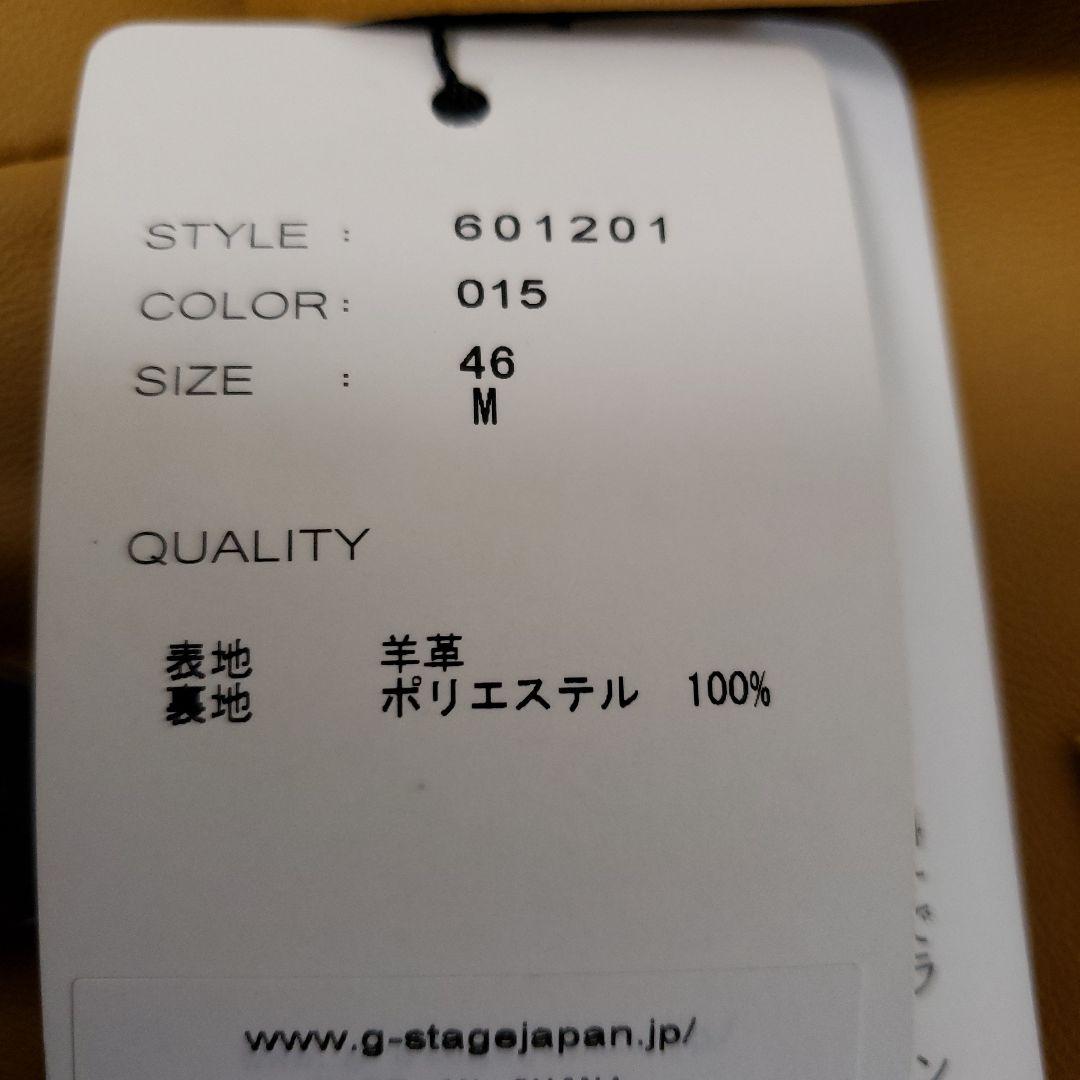 STYLE : 601201
COLOR : 015
SIZE : 46
M
QUALITY
表地 羊革
裏地 ポリエステル 100%
www.g-stagejapan.jp/